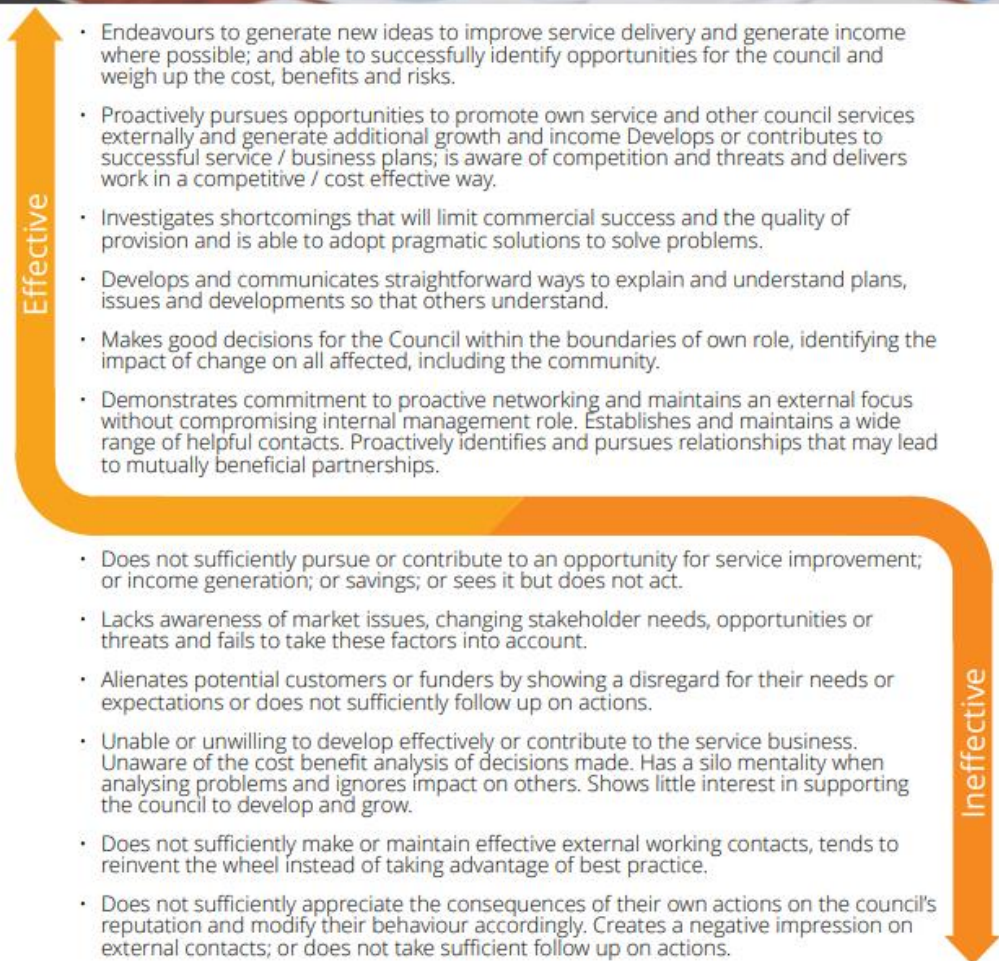 • Endeavours to generate new ideas to improve service delivery and generate income
where possible; and able to successfully identify opportunities for the council and
weigh up the cost, benefits and risks.
• Proactively pursues opportunities to promote own service and other council services
externally and generate additional growth and income Develops or contributes to
successful service / business plans; is aware of competition and threats and delivers
work in a competitive / cost effective way.
• Investigates shortcomings that will limit commercial success and the quality of
provision and is able to adopt pragmatic solutions to solve problems.
• Develops and communicates straightforward ways to explain and understand plans,
issues and developments so that others understand.
• Makes good decisions for the Council within the boundaries of own role, identifying the
impact of change on all affected, including the community.
• Demonstrates commitment to proactive networking and maintains an external focus
without compromising internal management role. Establishes and maintains a wide
range of helpful contacts. Proactively identifies and pursues relationships that may lead
to mutually beneficial partnerships.
Effective
• Does not sufficiently pursue or contribute to an opportunity for service improvement;
or income generation; or savings; or sees it but does not act.
• Lacks awareness of market issues, changing stakeholder needs, opportunities or
threats and fails to take these factors into account.
• Alienates potential customers or funders by showing a disregard for their needs or
expectations or does not sufficiently follow up on actions.
• Unable or unwilling to develop effectively or contribute to the service business.
Unaware of the cost benefit analysis of decisions made. Has a silo mentality when
analysing problems and ignores impact on others. Shows little interest in supporting
the council to develop and grow.
• Does not sufficiently make or maintain effective external working contacts, tends to
reinvent the wheel instead of taking advantage of best practice.
• Does not sufficiently appreciate the consequences of their own actions on the council's
reputation and modify their behaviour accordingly. Creates a negative impression on
external contacts; or does not take sufficient follow up on actions.
Ineffective